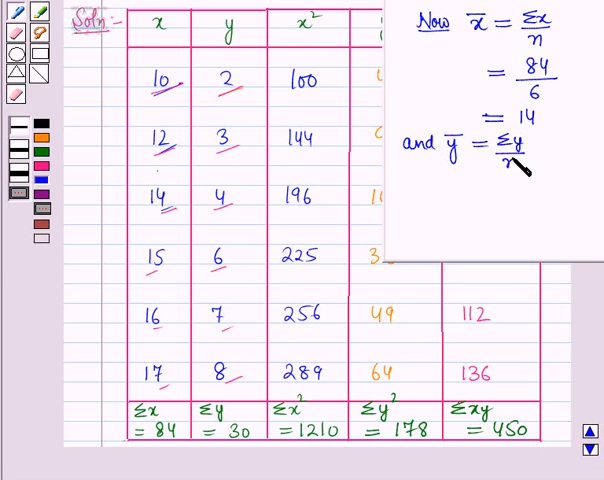 Soln:-
x y x²
10 2 100
12 3 144
14 4 196
15 6 225
16 7 256 49 112
17 8 289 64 136
Σx Σy Σx² Σy² Σxy
= 84 = 30 = 1210 = 178 = 450
Now x̄ = Σx/n
= 84/6
= 14
and ȳ = Σy/n